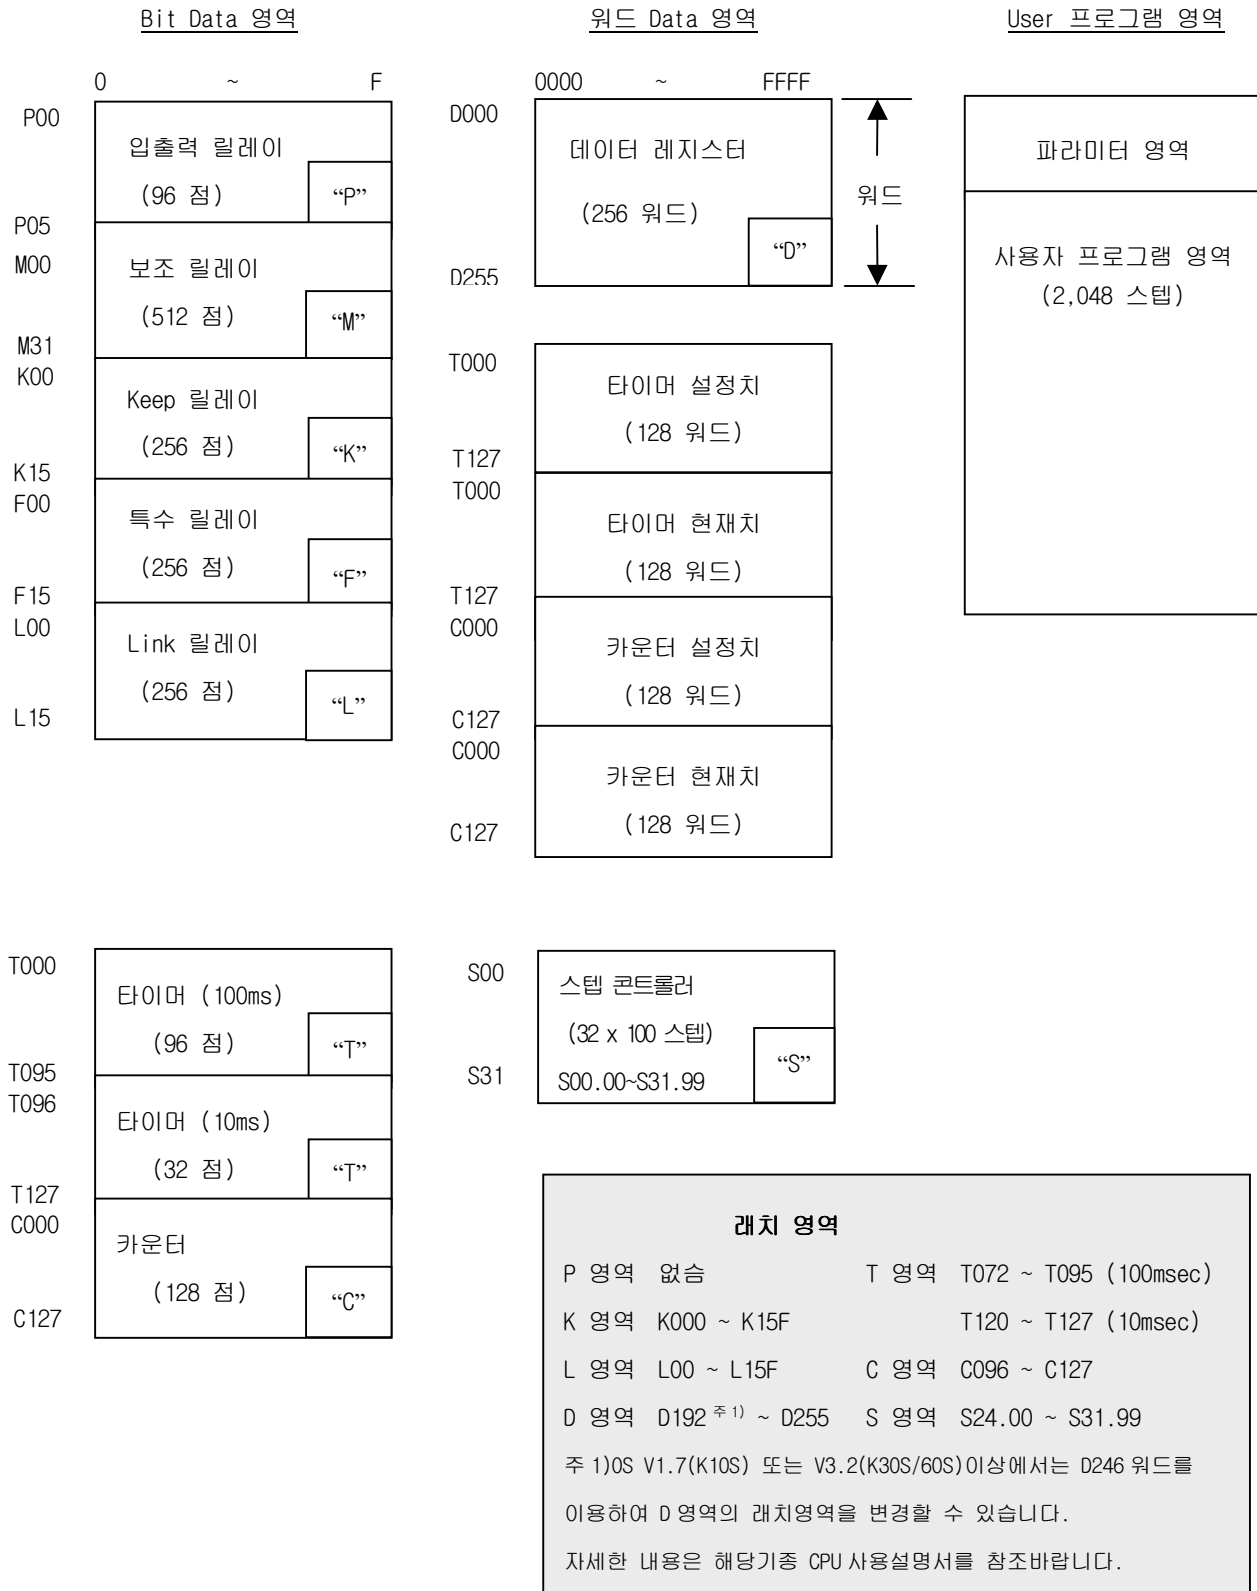 Bit Data 영역
0 ~ F
P00
입출력 릴레이
(96 점)
“P”
P05
M00
보조 릴레이
(512 점)
“M”
M31
K00
Keep 릴레이
(256 점)
“K”
K15
F00
특수 릴레이
(256 점)
“F”
F15
L00
Link 릴레이
(256 점)
“L”
L15
워드 Data 영역
0000 ~ FFFF
D000
데이터 레지스터
(256 워드)
“D”
D255
워드
T000
타이머 설정치
(128 워드)
T127
T000
타이머 현재치
(128 워드)
T127
C000
카운터 설정치
(128 워드)
C127
C000
카운터 현재치
(128 워드)
C127
User 프로그램 영역
파라미터 영역
사용자 프로그램 영역
(2,048 스텝)
T000
타이머 (100ms)
(96 점)
“T”
T095
T096
타이머 (10ms)
(32 점)
“T”
T127
C000
카운터
(128 점)
“C”
C127
S00
스텝 콘트롤러
(32 x 100 스텝)
S00.00~S31.99
“S”
S31
래치 영역
P 영역 없슴 T 영역 T072 ~ T095 (100msec)
K 영역 K000 ~ K15F T120 ~ T127 (10msec)
L 영역 L00 ~ L15F C 영역 C096 ~ C127
D 영역 D192 주 1) ~ D255 S 영역 S24.00 ~ S31.99
주 1)OS V1.7(K10S) 또는 V3.2(K30S/60S)이상에서는 D246 워드를
이용하여 D 영역의 래치영역을 변경할 수 있습니다.
자세한 내용은 해당기종 CPU 사용설명서를 참조바랍니다.